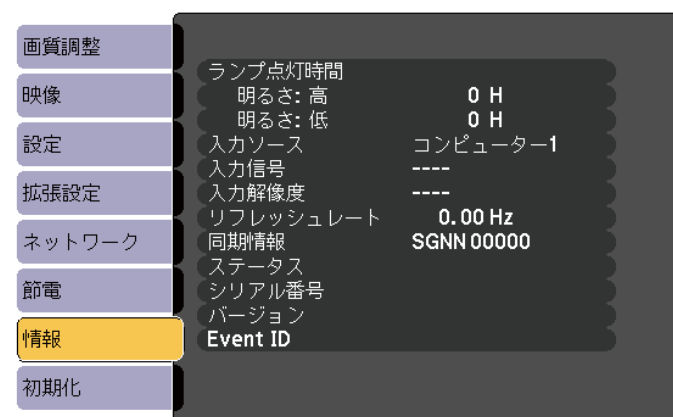 画質調整
映像
設定
拡張設定
ネットワーク
節電
情報
初期化
ランプ点灯時間
明るさ: 高 0 H
明るさ: 低 0 H
入力ソース コンピューター1
入力信号 ----
入力解像度 ----
リフレッシュレート 0.00 Hz
同期情報 SGNN 00000
ステータス
シリアル番号
バージョン
Event ID